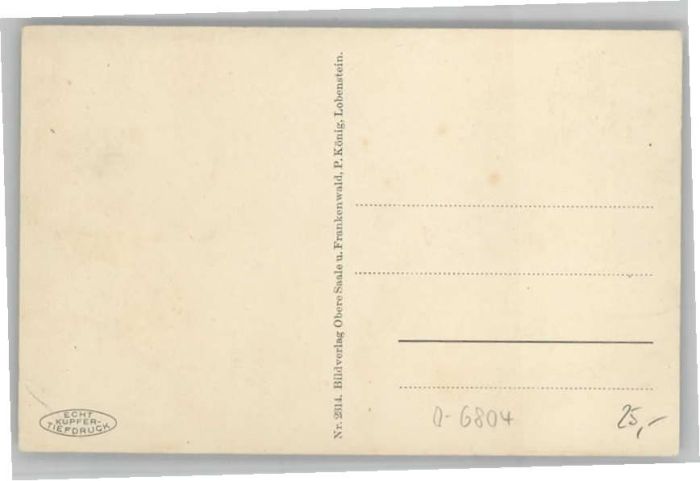 Nr. 2314. Bildverlag Obere Saale u. Frankenwald, P. König, Lobenstein.
ECHT
KUPFER-
TIEFDRUCK
D-6804
25,-